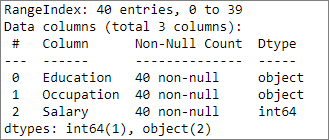 RangeIndex: 40 entries, 0 to 39
Data columns (total 3 columns):
 #   Column      Non-Null Count  Dtype
---  ------      --------------  -----
 0   Education   40 non-null     object
 1   Occupation  40 non-null     object
 2   Salary      40 non-null     int64
dtypes: int64(1), object(2)